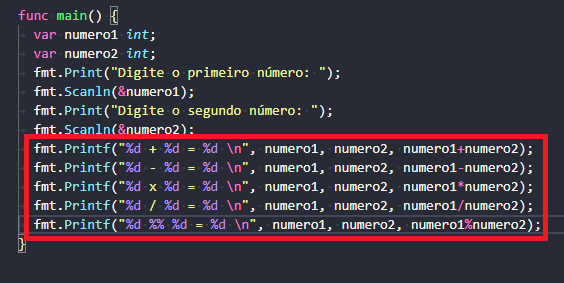 func main() {
var numero1 int;
var numero2 int;
fmt.Print("Digite o primeiro número: ");
fmt.Scanln(&numero1);
fmt.Print("Digite o segundo número: ");
fmt.Scanln(&numero2);
fmt.Printf("%d + %d = %d \n", numero1, numero2, numero1+numero2);
fmt.Printf("%d - %d = %d \n", numero1, numero2, numero1-numero2);
fmt.Printf("%d x %d = %d \n", numero1, numero2, numero1*numero2);
fmt.Printf("%d / %d = %d \n", numero1, numero2, numero1/numero2);
fmt.Printf("%d %% %d = %d \n", numero1, numero2, numero1%numero2);
}